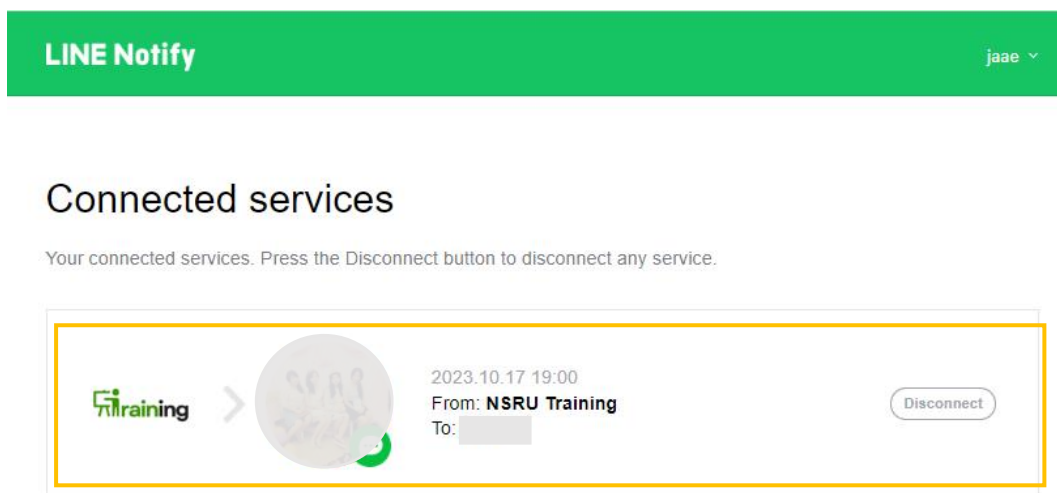 LINE Notify
jaae
Connected services
Your connected services. Press the Disconnect button to disconnect any service.
2023.10.17 19:00
raining
From: NSRU Training
Disconnect
To: